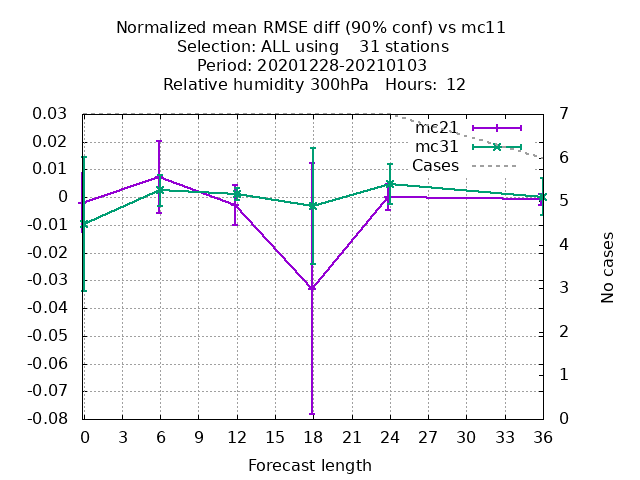 Normalized mean RMSE diff (90% conf) vs mc11
Selection: ALL using    31 stations
Period: 20201228-20210103
Relative humidity 300hPa   Hours:  12
0.03
0.02
0.01
0
-0.01
-0.02
-0.03
-0.04
-0.05
-0.06
-0.07
-0.08
mc21
mc31
Cases
7
6
5
4
3
2
1
0
No cases
0 3 6 9 12 15 18 21 24 27 30 33 36
Forecast length